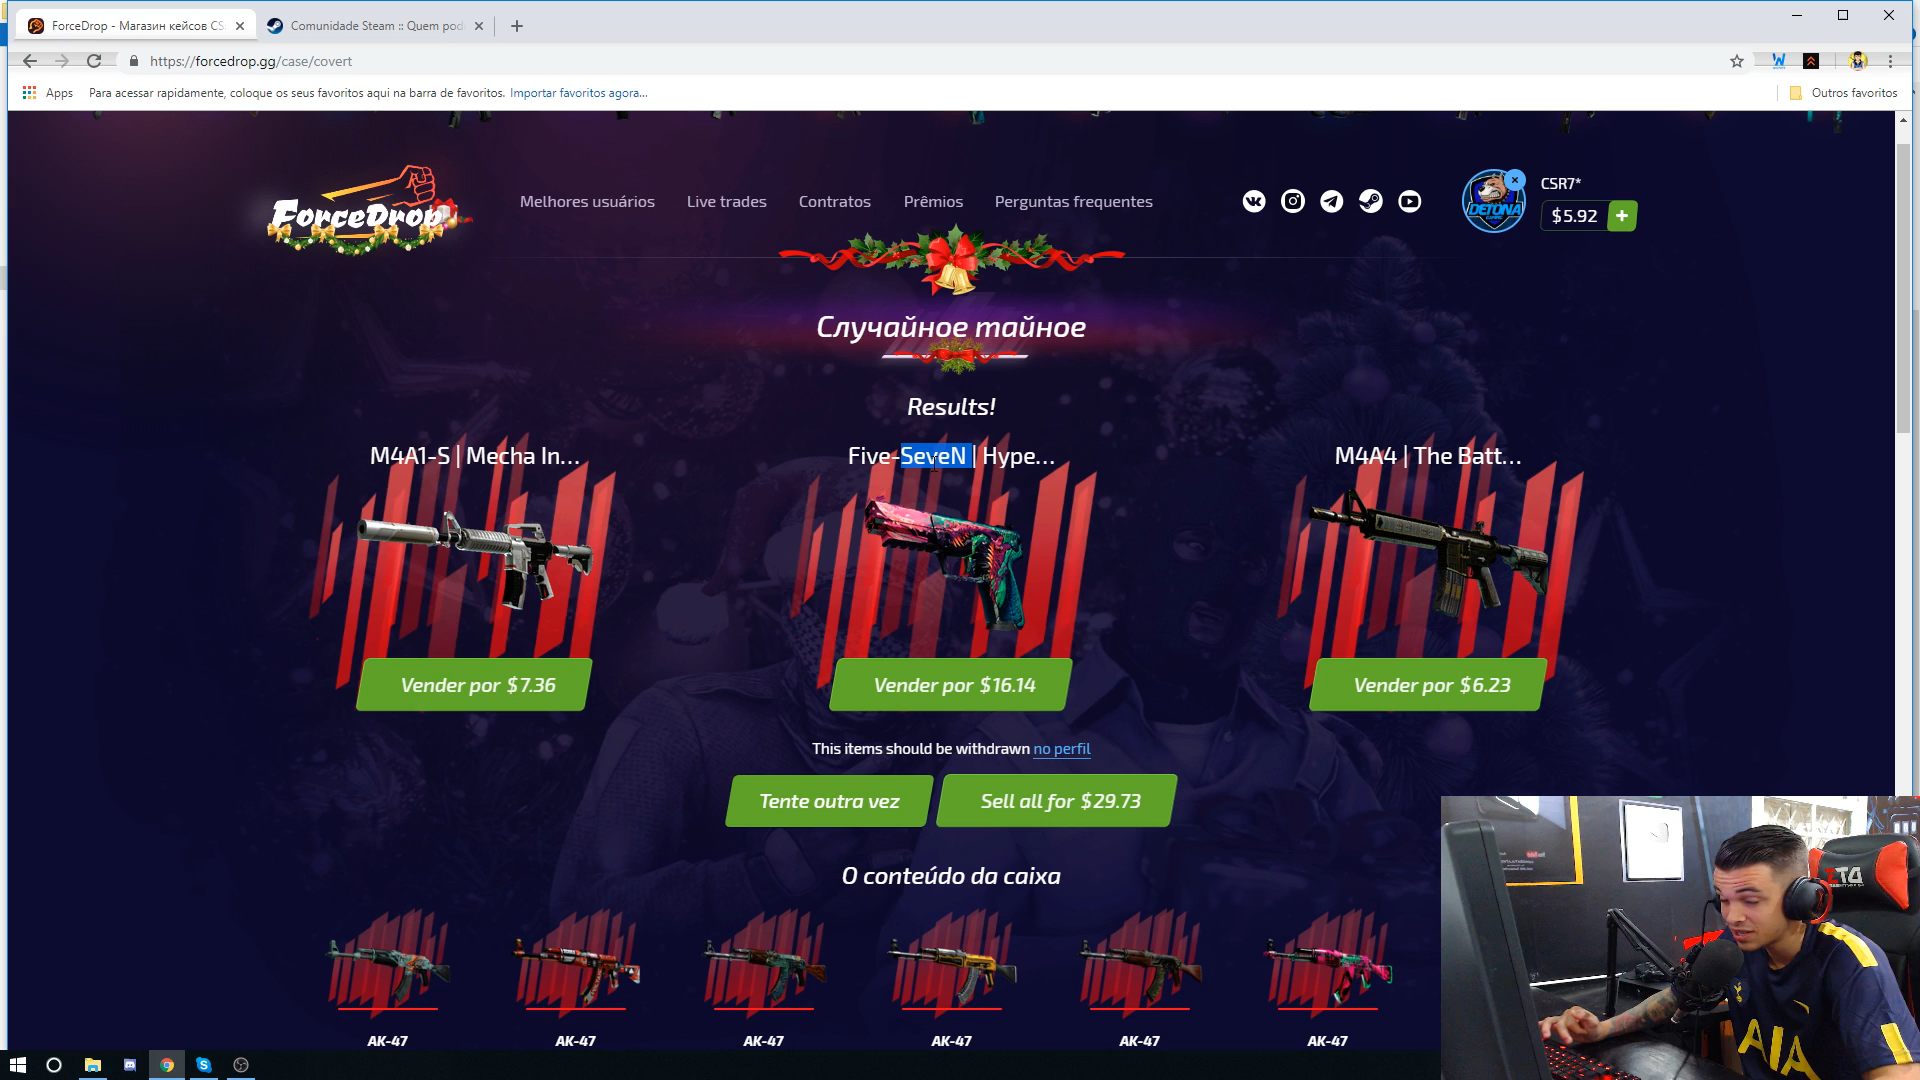 ForceDrop - Магазин кейсов CS
Comunidade Steam :: Quem pod
https://forcedrop.gg/case/covert
Apps
Para acessar rapidamente, coloque os seus favoritos aqui na barra de favoritos. Importar favoritos agora...
Outros favoritos
ForceDrop
Melhores usuários
Live trades
Contratos
Prêmios
Perguntas frequentes
DETONA
CSR7*
$5.92
Случайное тайное
Results!
M4A1-S | Mecha In...
Five-SeveN | Hype...
M4A4 | The Batt...
Vender por $7.36
Vender por $16.14
Vender por $6.23
This items should be withdrawn no perfil
Tente outra vez
Sell all for $29.73
O conteúdo da caixa
AK-47
AK-47
AK-47
AK-47
AK-47
AK-47
AIA